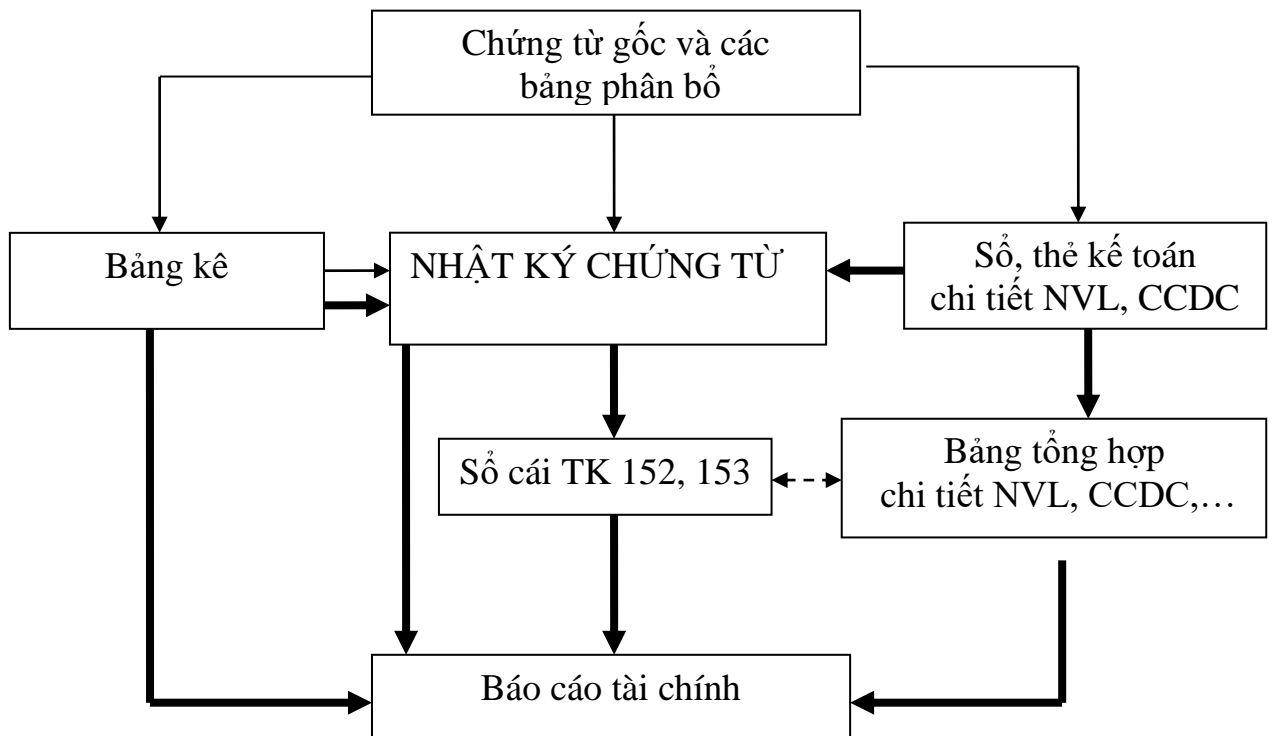 Chứng từ gốc và các
bảng phân bổ
Bảng kê
NHẬT KÝ CHỨNG TỪ
Sổ, thẻ kế toán
chi tiết NVL, CCDC
Sổ cái TK 152, 153
Bảng tổng hợp
chi tiết NVL, CCDC,…
Báo cáo tài chính